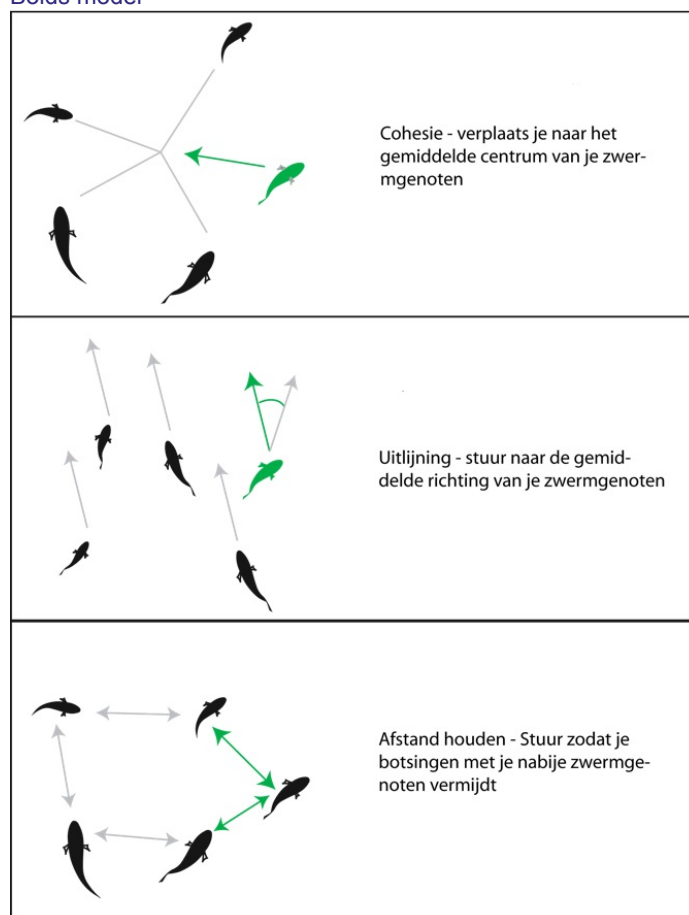 Boids model
Cohesie - verplaats je naar het
gemiddelde centrum van je zwer-
mgenoten
Uitlijning - stuur naar de gemid-
delde richting van je zwermgenoten
Afstand houden - Stuur zodat je
botsingen met je nabije zwermge-
noten vermijdt